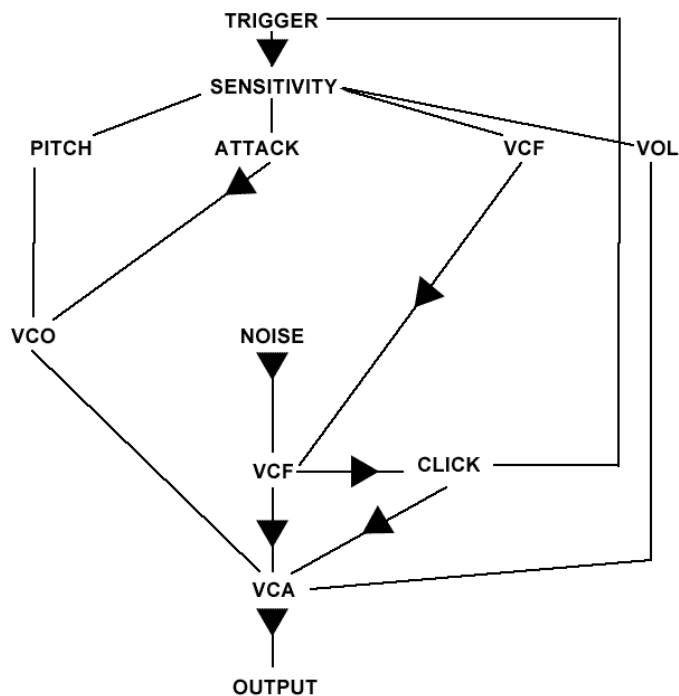 TRIGGER
SENSITIVITY
PITCH
ATTACK
VCF
VOL
VCO
NOISE
VCF
CLICK
VCA
OUTPUT